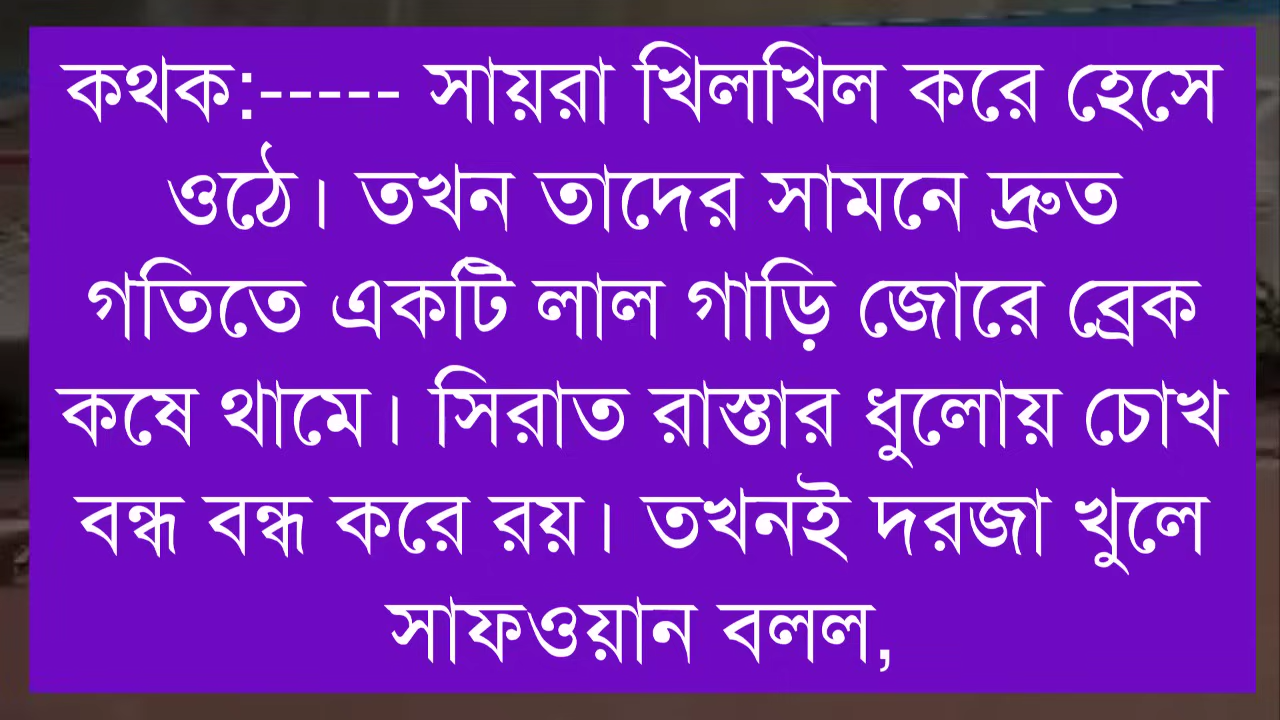 কথক:----- সায়রা খিলখিল করে হেসে
ওঠে। তখন তাদের সামনে দ্রুত
গতিতে একটি লাল গাড়ি জোরে ব্রেক
কষে থামে। সিরাত রাস্তার ধুলোয় চোখ
বন্ধ বন্ধ করে রয়। তখনই দরজা খুলে
সাফওয়ান বলল,